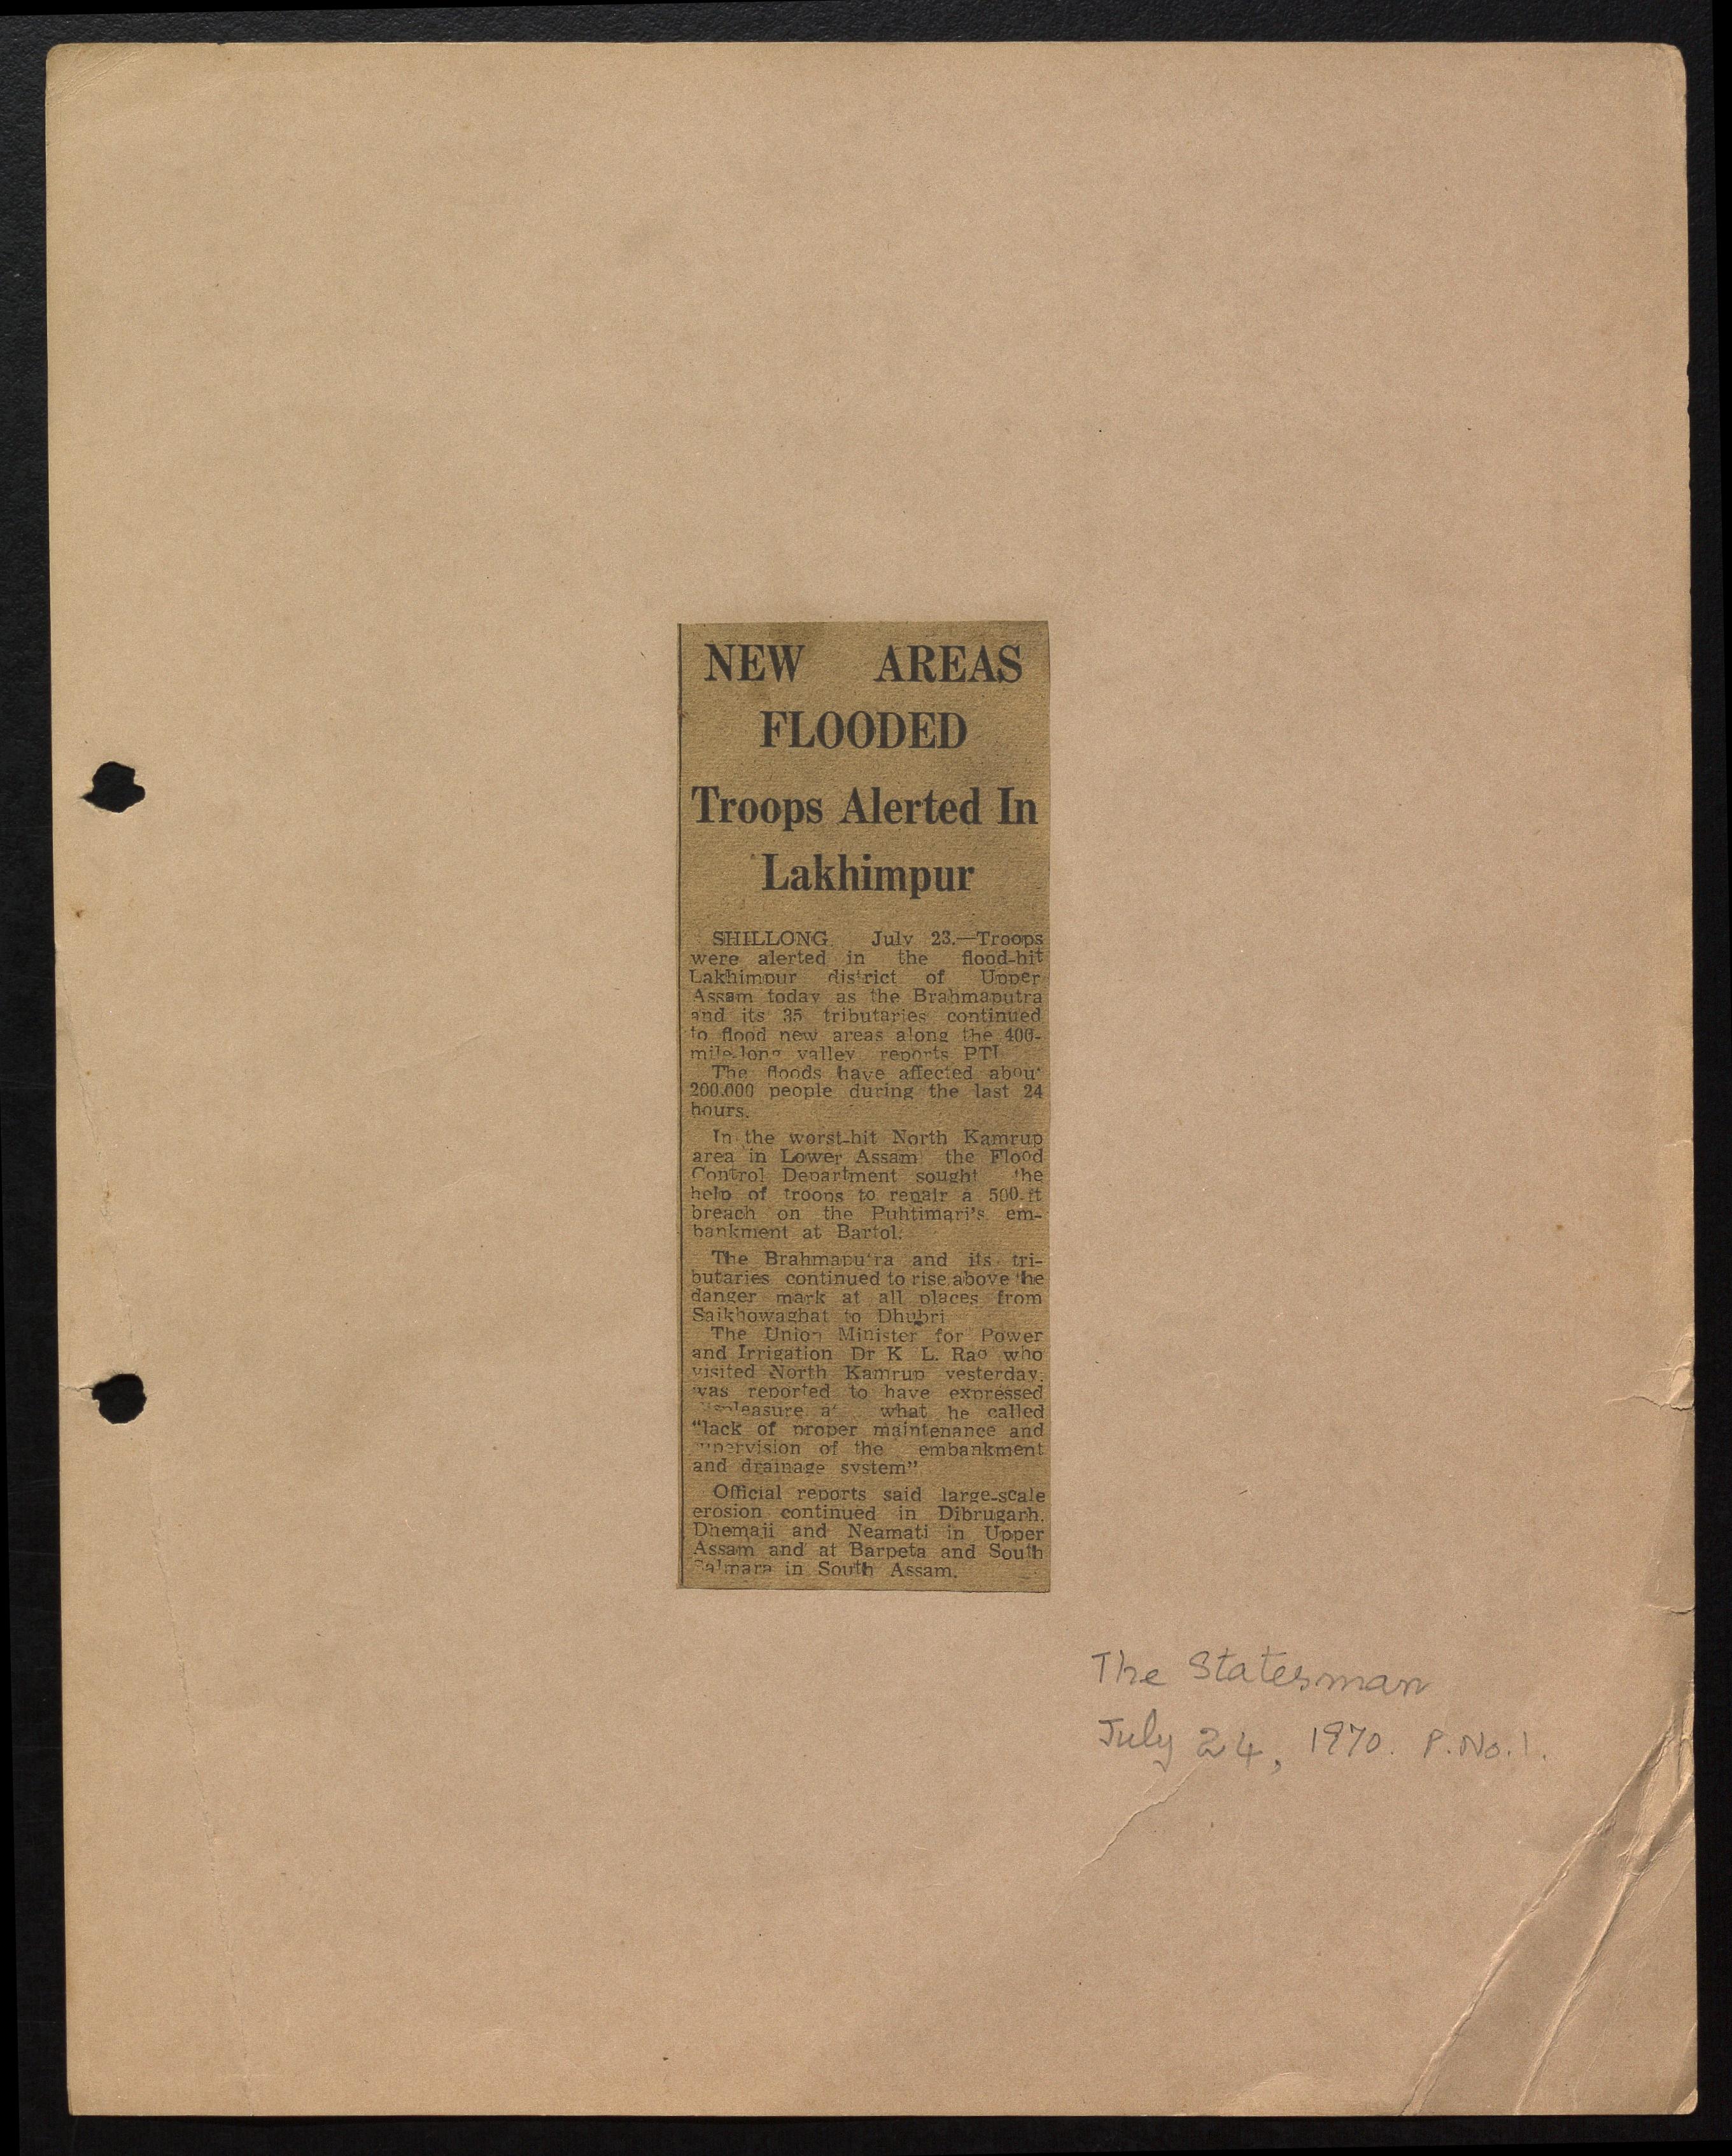 NEW AREAS
FLOODED
Troops Alerted In
Lakhimpur
SHILLONG, July 23.—Troops
were alerted in the flood-hit
Lakhimpur district of Upper
Assam today as the Brahmaputra
and its 35 tributaries continued
to flood new areas along the 400-
mile-long valley reports PTI
The floods have affected about
200,000 people during the last 24
hours.
In the worst-hit North Kamrup
area in Lower Assam the Flood
Control Department sought the
help of troops to repair a 500-ft
breach on the Puhtimari's em-
bankment at Bartol.
The Brahmaputra and its tri-
butaries continued to rise above the
danger mark at all places from
Saikhowaghat to Dhubri
The Union Minister for Power
and Irrigation Dr K L. Rao who
visited North Kamrup yesterday,
was reported to have expressed
displeasure at what he called
"lack of proper maintenance and
supervision of the embankment
and drainage system"
Official reports said large-scale
erosion continued in Dibrugarh,
Dhemaji and Neamati in Upper
Assam and at Barpeta and South
Salmara in South Assam.
The Statesman
July 24, 1970. P.No.1.